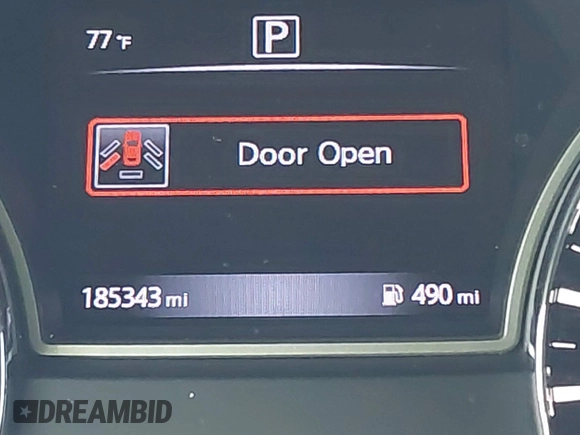 77 °F P
Door Open
185343 mi 490 mi
DREAMBID